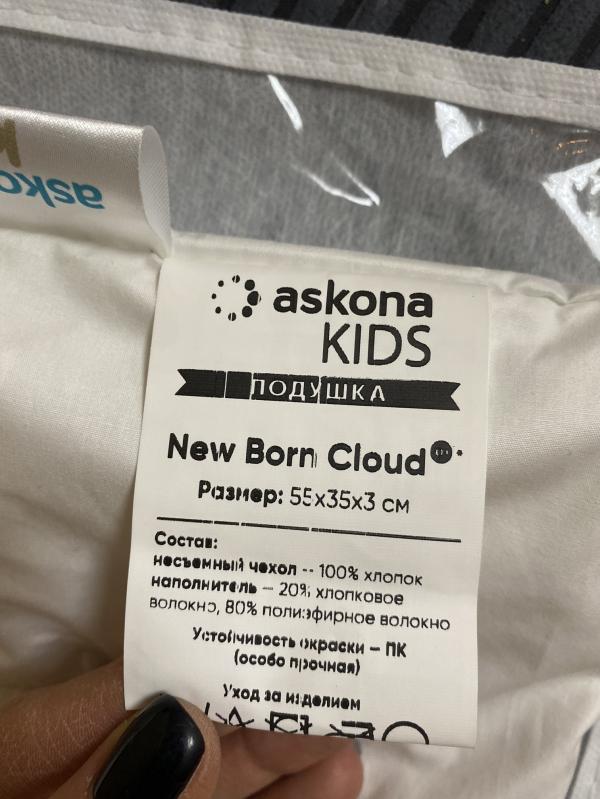 askona
KIDS
ПОДУШКА
New Born Cloud
Размер: 55х35х3 см
Состав:
несъемный чехол -- 100% хлопок
наполнитель – 20% хлопковое
волокно, 80% полиэфирное волокно
Устойчивость окраски – ПК
(особо прочная)
Уход за изделием